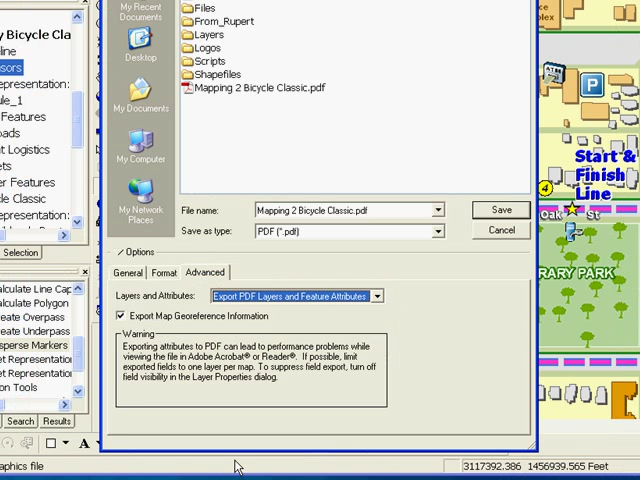 y Bicycle Cla
line
sors
epresentation:
ule_1
Features
oads
nt Logistics
ets
er Features
cycle Classic
Selection
alculate Line Cap
alculate Polygon
reate Overpass
reate Underpass
sperse Markers
et Representation
et Representation
tion Tools
Search
Results
A
aphics file
My Recent
Documents
Desktop
My Documents
My Computer
My Network
Places
Files
From_Rupert
Layers
Logos
Scripts
Shapefiles
Mapping 2 Bicycle Classic.pdf
File name:
Mapping 2 Bicycle Classic.pdf
Save
Save as type:
PDF (*.pdf)
Cancel
Options
General
Format
Advanced
Layers and Attributes:
Export PDF Layers and Feature Attributes
Export Map Georeference Information
Warning
Exporting attributes to PDF can lead to performance problems while
viewing the file in Adobe Acrobat® or Reader®. If possible, limit
exported fields to one layer per map. To suppress field export, turn off
field visibility in the Layer Properties dialog.
plex
ATM
P
Start &
Finish
Line
4
Oak St
RARY PARK
3117392.386 1456939.565 Feet